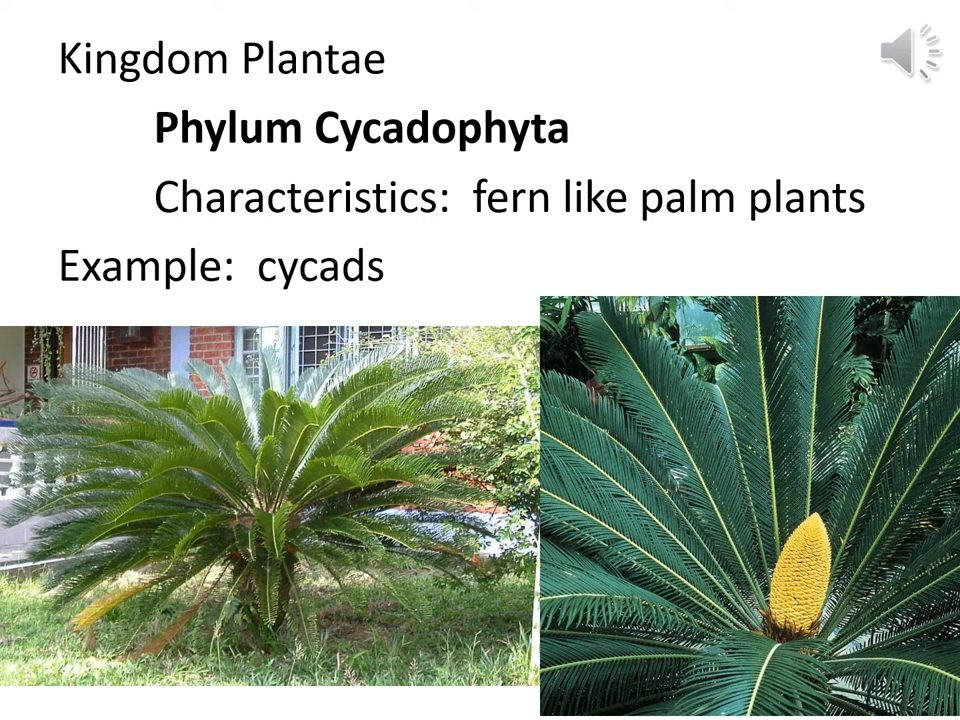 Kingdom Plantae
Phylum Cycadophyta
Characteristics:  fern like palm plants
Example:  cycads